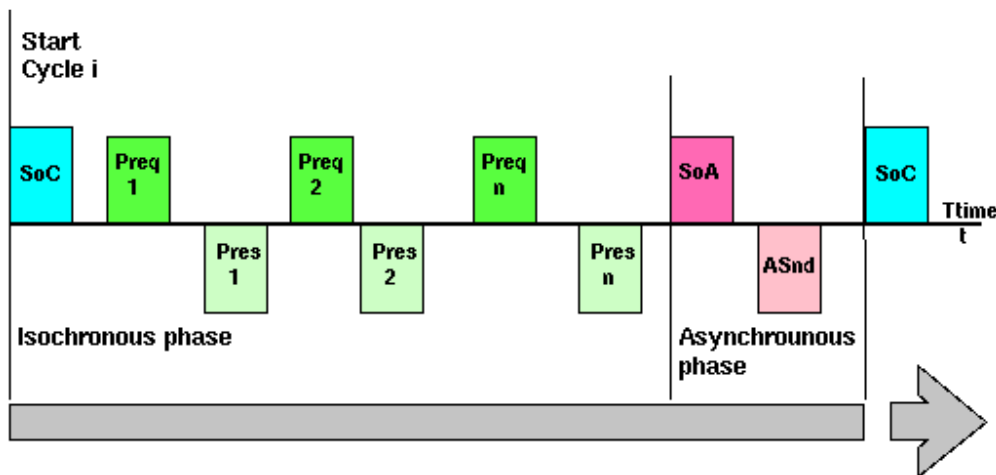 Start
Cycle i
SoC
Preq
1
Preq
2
Preq
n
SoA
SoC
Ttime
t
Pres
1
Pres
2
Pres
n
ASnd
Isochronous phase
Asynchrounous
phase